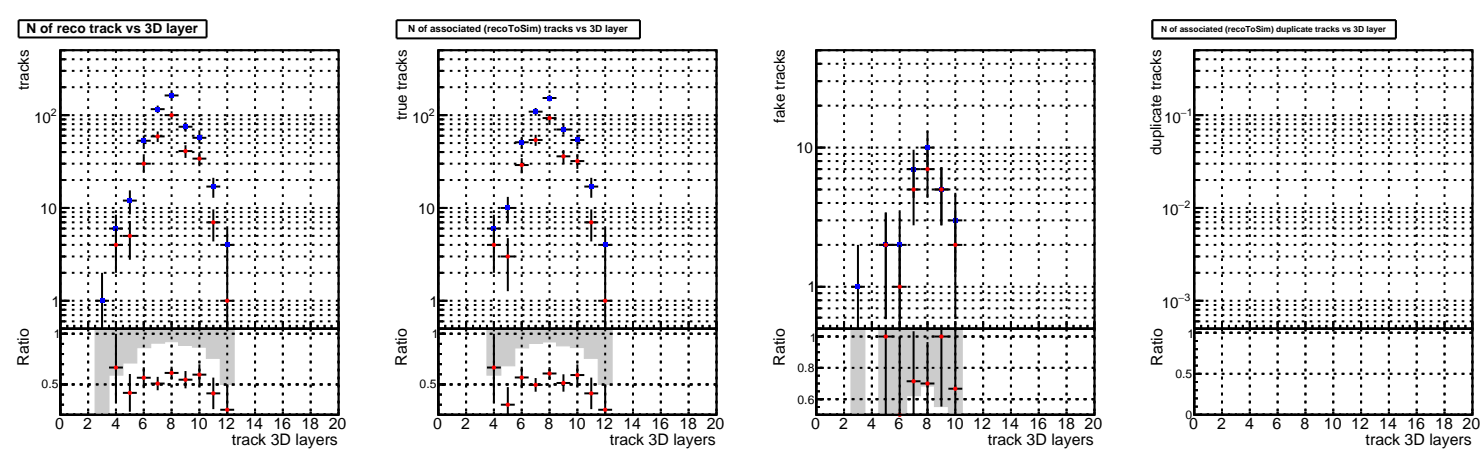 N of reco track vs 3D layer
tracks
10²
10
1
Ratio
1
0.5
0 2 4 6 8 10 12 14 16 18 20
track 3D layers
N of associated (recoToSim) tracks vs 3D layer
true tracks
10²
10
1
Ratio
1
0.5
0 2 4 6 8 10 12 14 16 18 20
track 3D layers
fake tracks
10
1
Ratio
1
0.8
0.6
0 2 4 6 8 10 12 14 16 18 20
track 3D layers
N of associated (recoToSim) duplicate tracks vs 3D layer
duplicate tracks
10⁻¹
10⁻²
10⁻³
Ratio
1
0.5
0
0 2 4 6 8 10 12 14 16 18 20
track 3D layers